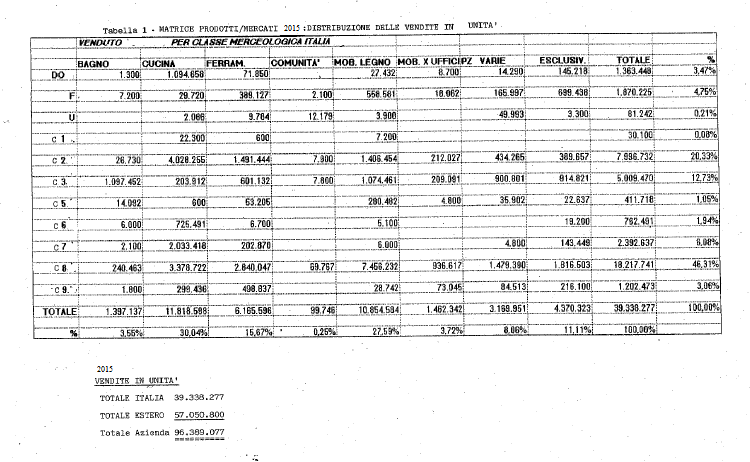 Tabella 1 - MATRICE PRODOTTI/MERCATI 2015 :DISTRIBUZIONE DELLE VENDITE IN UNITA'
VENDUTO PER CLASSE MERCEOLOGICA ITALIA
BAGNO CUCINA FERRAM. COMUNITA' MOB. LEGNO MOB. X UFFICI PZ VARIE ESCLUSIV. TOTALE %
DO 1.300 1.094.658 71.850 27.432 8.700 14.290 145.218 1.363.448 3,47%
F 7.200 29.720 389.127 2.100 558.581 18.062 165.997 699.438 1.870.225 4,75%
U 2.066 9.784 12.179 3.900 49.993 3.300 81.242 0,21%
C 1 22.300 600 7.200 30.100 0,08%
C 2 26.730 4.028.255 1.491.444 7.800 1.406.454 212.027 434.265 389.657 7.996.732 20,33%
C 3 1.097.452 203.912 601.132 7.800 1.074.461 209.091 900.801 814.821 5.009.470 12,73%
C 5 14.092 600 53.205 280.482 4.800 35.902 22.637 411.718 1,05%
C 6 6.000 725.491 6.700 5.100 19.200 762.491 1,94%
C 7 2.100 2.033.418 202.870 6.000 4.800 143.449 2.392.637 6,08%
C 8 240.463 3.378.722 2.840.047 69.767 7.456.232 936.617 1.479.390 1.816.503 18.217.741 46,31%
C 9 1.800 299.436 498.837 28.742 73.045 84.513 216.100 1.202.473 3,06%
TOTALE 1.397.137 11.818.588 6.165.596 99.746 10.854.584 1.462.342 3.169.951 4.370.323 39.338.277 100,00%
% 3,55% 30,04% 15,67% 0,25% 27,59% 3,72% 8,06% 11,11% 100,00%
2015
VENDITE IN UNITA'
TOTALE ITALIA 39.338.277
TOTALE ESTERO 57.050.800
Totale Azienda 96.389.077